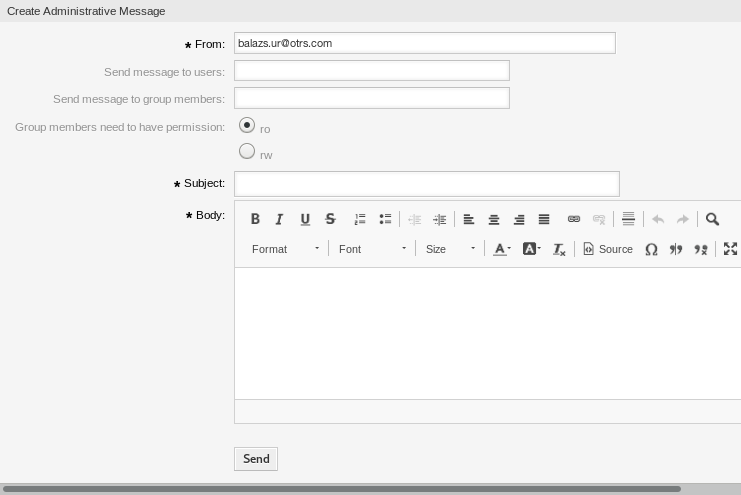 Create Administrative Message
* From: balazs.ur@otrs.com
Send message to users:
Send message to group members:
Group members need to have permission: ro
rw
* Subject:
* Body:
B I U S
Format Font Size A A Tx Source Ω
Send